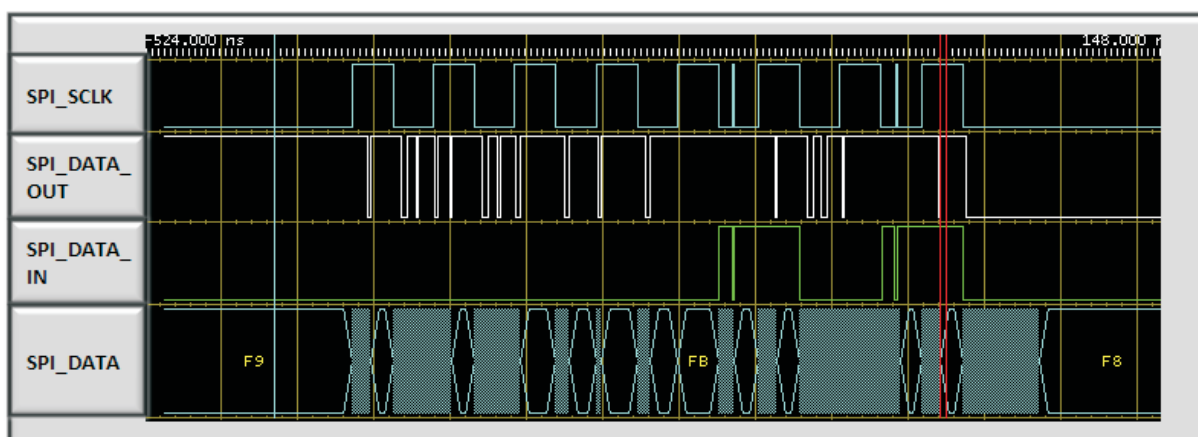 -524.000 ns
148.000 n
SPI_SCLK
SPI_DATA_
OUT
SPI_DATA_
IN
SPI_DATA
F9
FB
F8